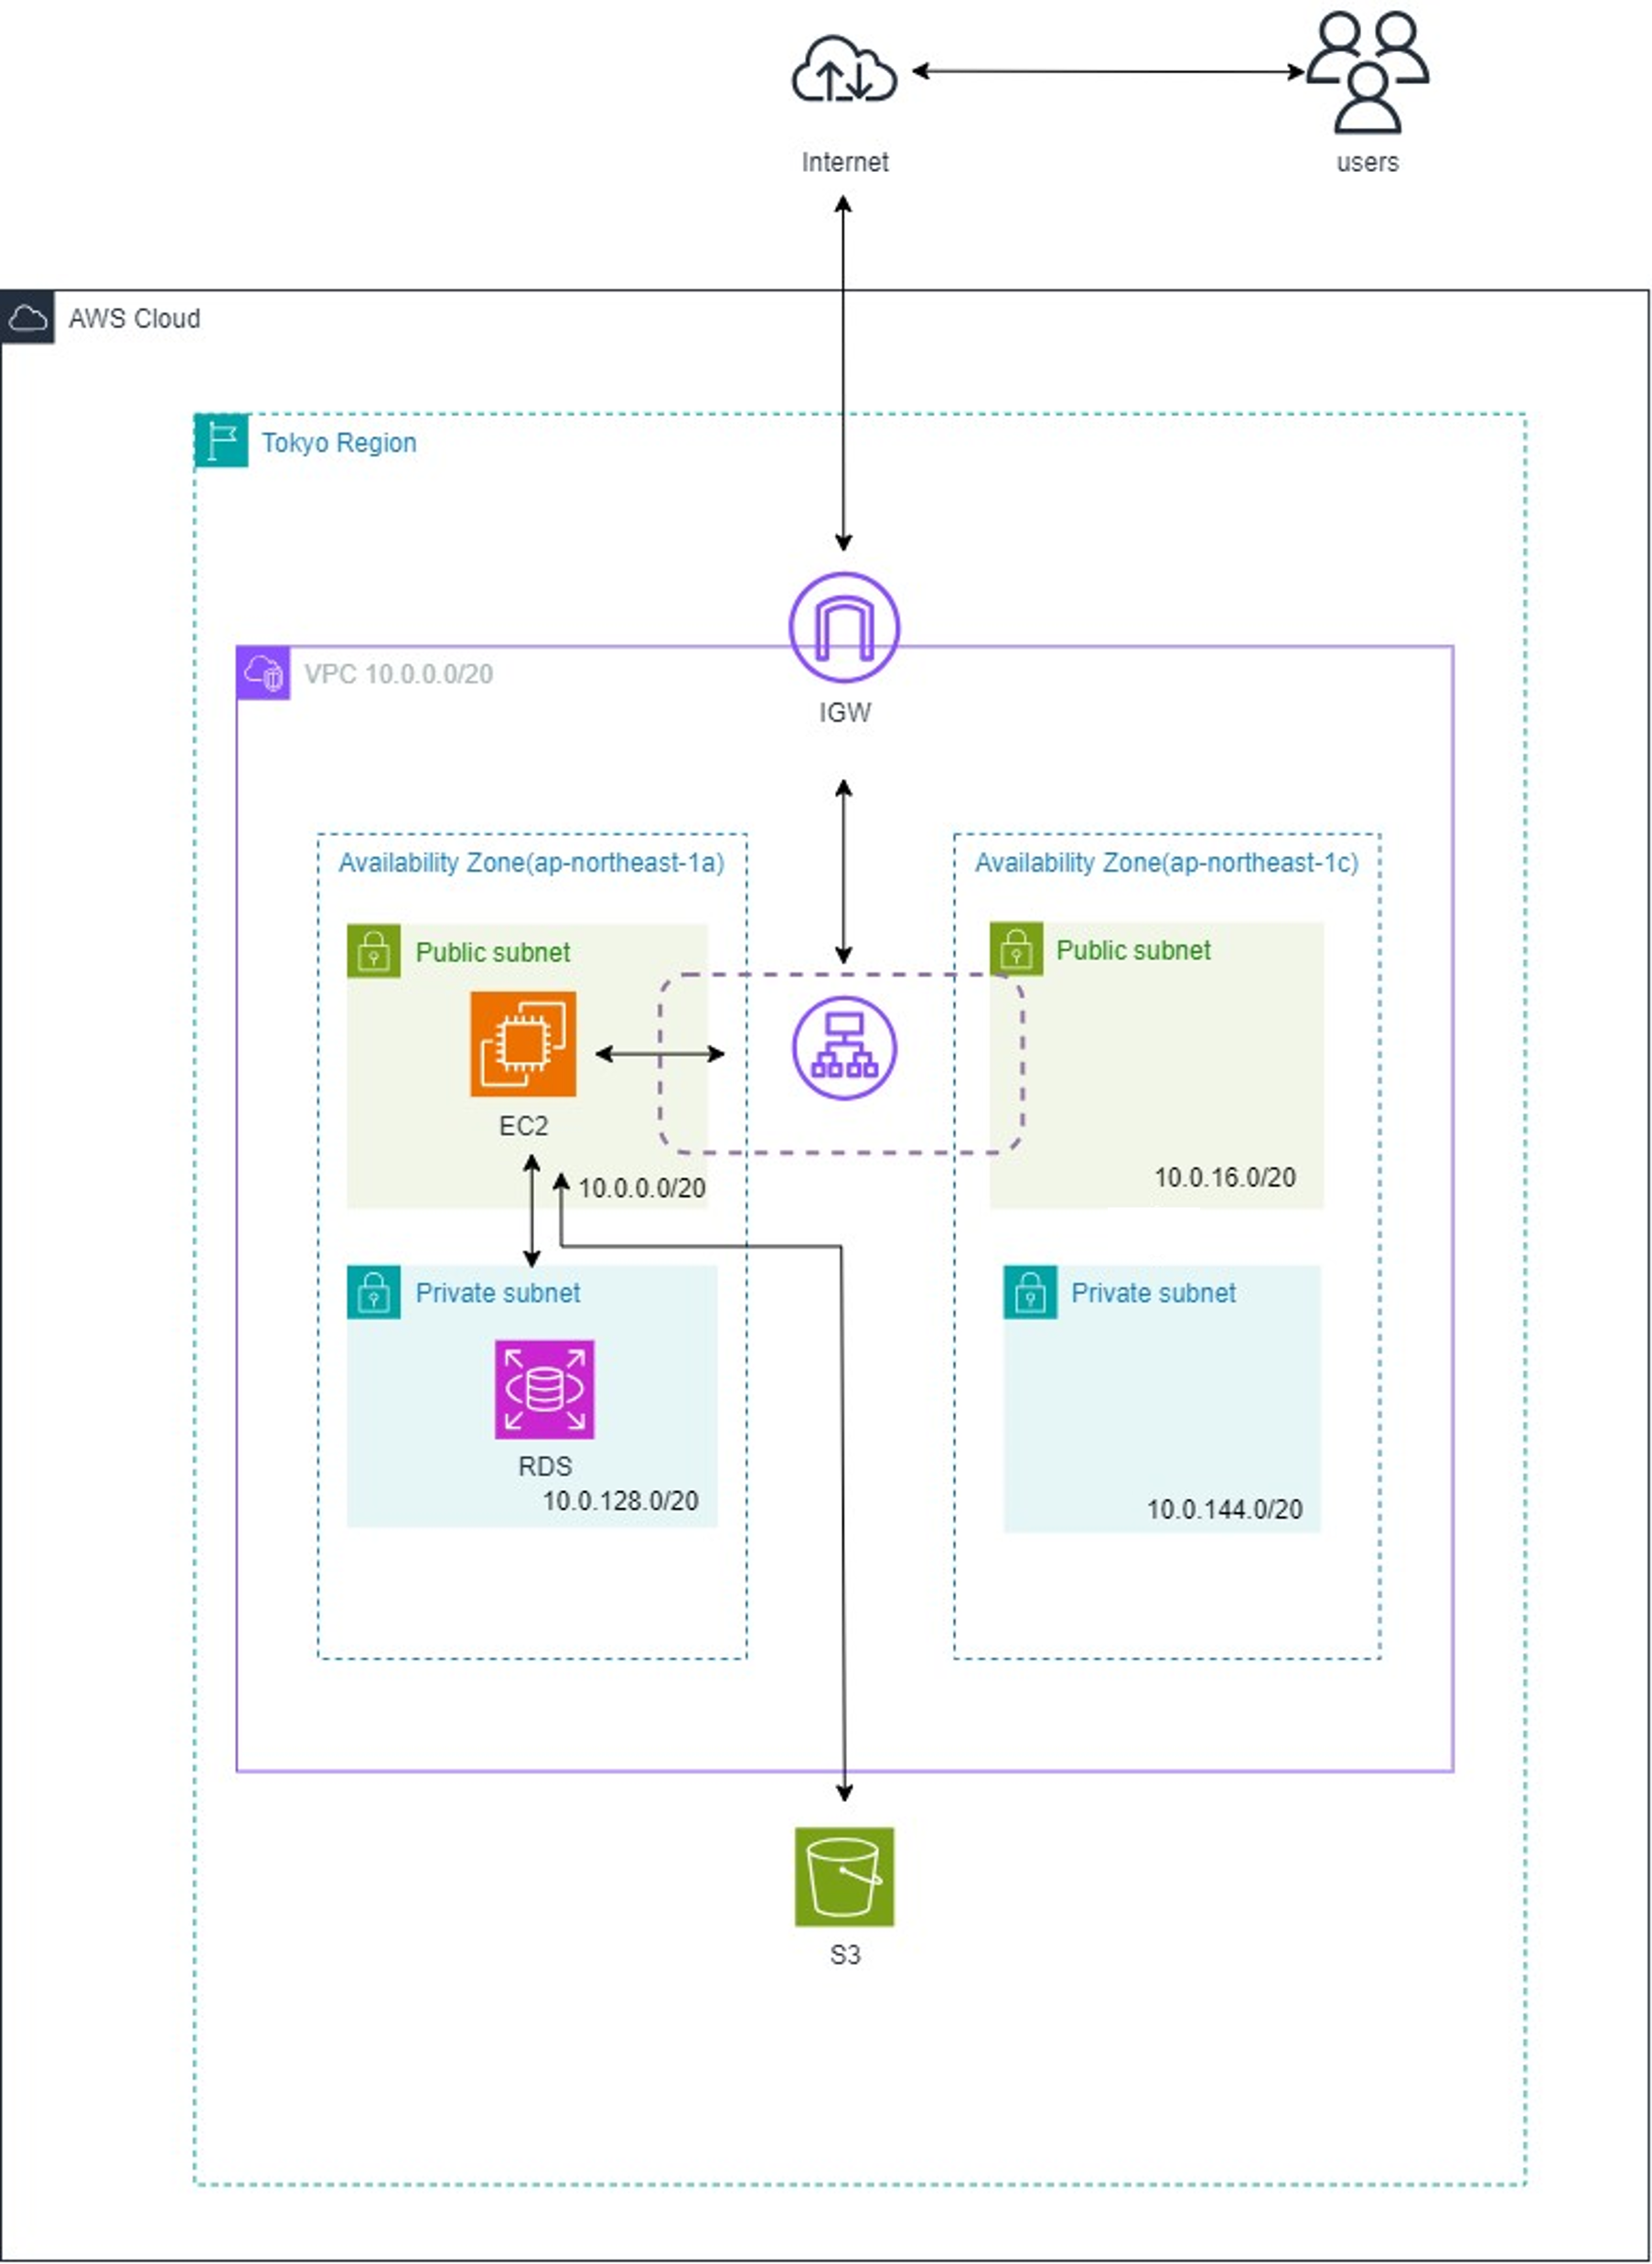 Internet
users
AWS Cloud
Tokyo Region
VPC 10.0.0.0/20
IGW
Availability Zone(ap-northeast-1a)
Availability Zone(ap-northeast-1c)
Public subnet
Public subnet
EC2
10.0.0.0/20
10.0.16.0/20
Private subnet
Private subnet
RDS
10.0.128.0/20
10.0.144.0/20
S3